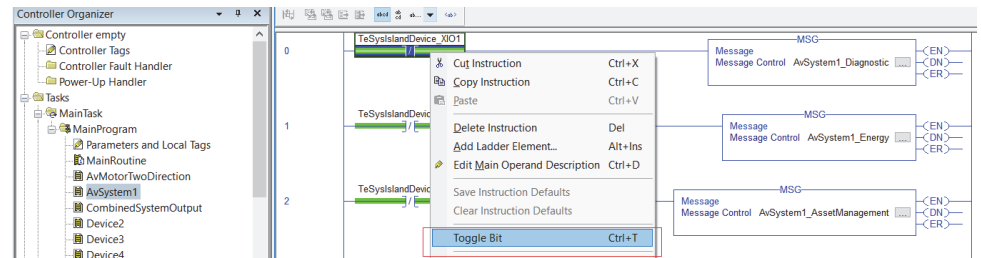 Controller Organizer
Controller empty
Controller Tags
Controller Fault Handler
Power-Up Handler
Tasks
MainTask
MainProgram
Parameters and Local Tags
MainRoutine
AvMotorTwoDirection
AvSystem1
CombinedSystemOutput
Device2
Device3
Device4
0
TeSysIslandDevice_XIO1
MSG
Message
Message Control AvSystem1_Diagnostic ...
EN
DN
ER
1
TeSysIslandDevic
MSG
Message
Message Control AvSystem1_Energy ...
EN
DN
ER
2
TeSysIslandDevic
MSG
Message
Message Control AvSystem1_AssetManagement ...
EN
DN
ER
Cut Instruction Ctrl+X
Copy Instruction Ctrl+C
Paste Ctrl+V
Delete Instruction Del
Add Ladder Element... Alt+Ins
Edit Main Operand Description Ctrl+D
Save Instruction Defaults
Clear Instruction Defaults
Toggle Bit Ctrl+T